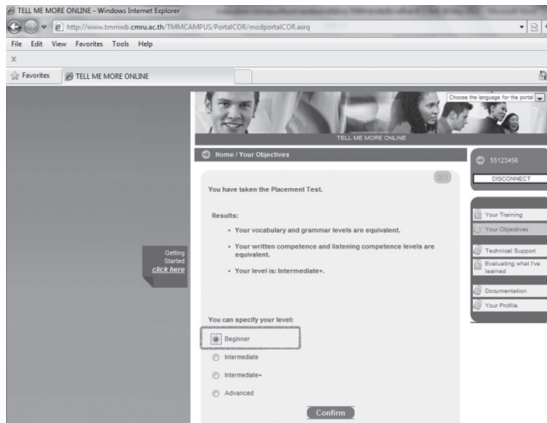 TELL ME MORE ONLINE - Windows Internet Explorer
http://www.tmmwb.cmru.ac.th/TMMCAMPUS/PortalCOR/modportalCOR.axrq
File Edit View Favorites Tools Help
x
Favorites TELL ME MORE ONLINE
Choose the language for the portal
TELL ME MORE ONLINE
Home / Your Objectives
You have taken the Placement Test.
Results:
• Your vocabulary and grammar levels are equivalent.
• Your written competence and listening competence levels are
equivalent.
• Your level is: Intermediate+.
You can specify your level:
Beginner
Intermediate
Intermediate+
Advanced
Confirm
Getting
Started
click here
55123456
DISCONNECT
Your Training
Your Objectives
Technical Support
Evaluating what I've
learned
Documentation
Your Profile